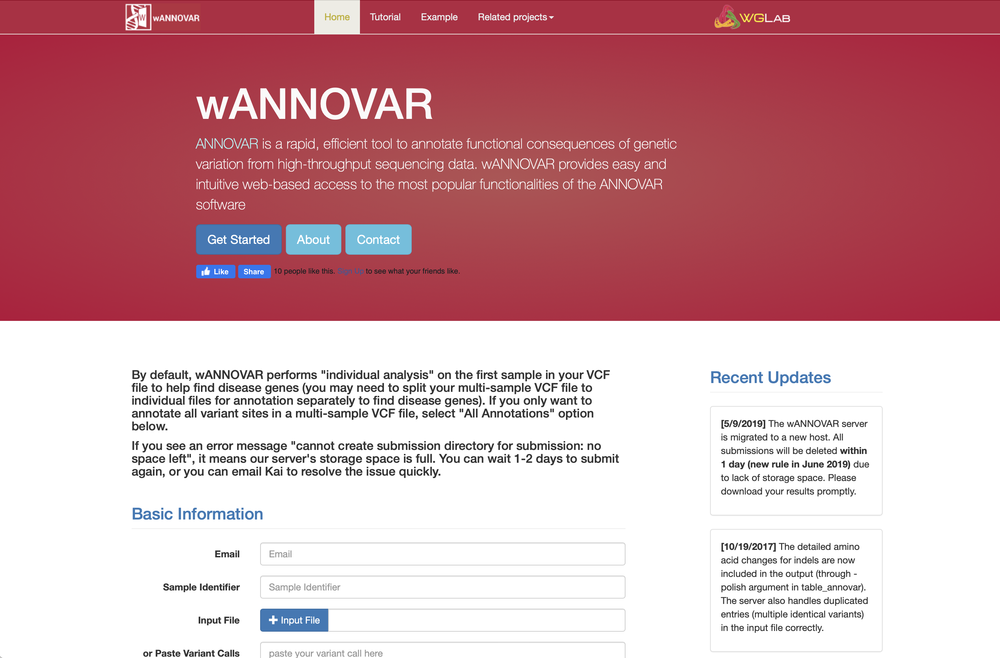 W wANNOVAR
Home Tutorial Example Related projects
WGLAB
wANNOVAR
ANNOVAR is a rapid, efficient tool to annotate functional consequences of genetic
variation from high-throughput sequencing data. wANNOVAR provides easy and
intuitive web-based access to the most popular functionalities of the ANNOVAR
software
Get Started About Contact
Like Share 10 people like this. Sign Up to see what your friends like.
By default, wANNOVAR performs "individual analysis" on the first sample in your VCF
file to help find disease genes (you may need to split your multi-sample VCF file to
individual files for annotation separately to find disease genes). If you only want to
annotate all variant sites in a multi-sample VCF file, select "All Annotations" option
below.
If you see an error message "cannot create submission directory for submission: no
space left", it means our server's storage space is full. You can wait 1-2 days to submit
again, or you can email Kai to resolve the issue quickly.
Basic Information
Email Email
Sample Identifier Sample Identifier
Input File Input File
or Paste Variant Calls paste your variant call here
Recent Updates
[5/9/2019] The wANNOVAR server
is migrated to a new host. All
submissions will be deleted within
1 day (new rule in June 2019) due
to lack of storage space. Please
download your results promptly.
[10/19/2017] The detailed amino
acid changes for indels are now
included in the output (through -
polish argument in table_annovar).
The server also handles duplicated
entries (multiple identical variants)
in the input file correctly.